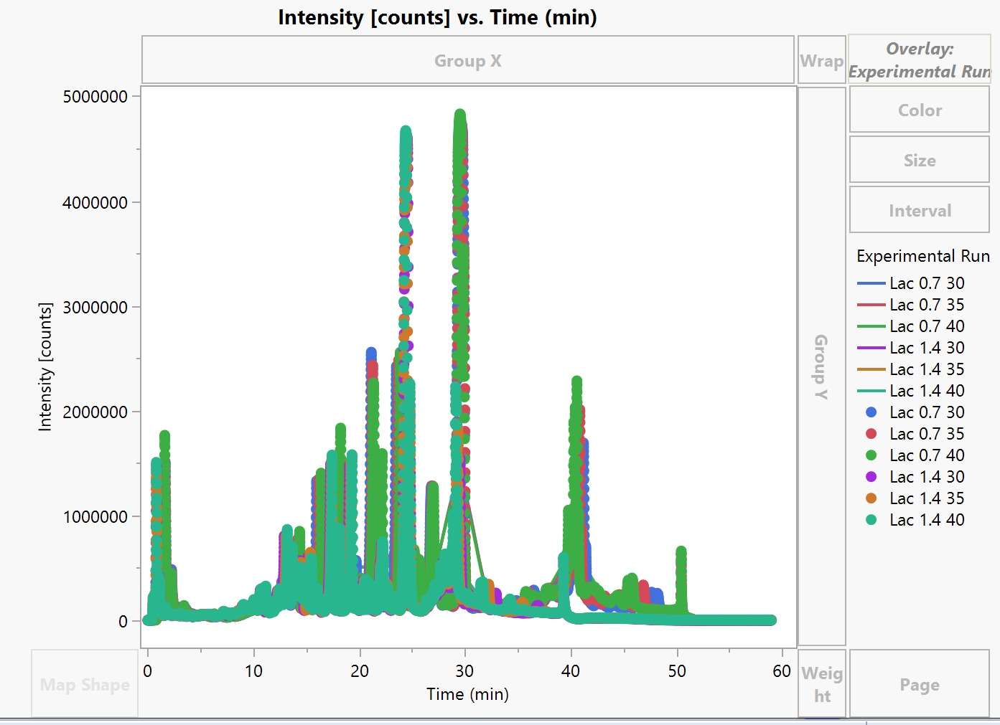 Intensity [counts] vs. Time (min)
Group X
Wrap
Overlay:
Experimental Run
Color
Size
Interval
Experimental Run
Lac 0.7 30
Lac 0.7 35
Lac 0.7 40
Lac 1.4 30
Lac 1.4 35
Lac 1.4 40
Lac 0.7 30
Lac 0.7 35
Lac 0.7 40
Lac 1.4 30
Lac 1.4 35
Lac 1.4 40
Group Y
Intensity [counts]
5000000
4000000
3000000
2000000
1000000
0
0 10 20 30 40 50 60
Time (min)
Map Shape
Weig
ht
Page